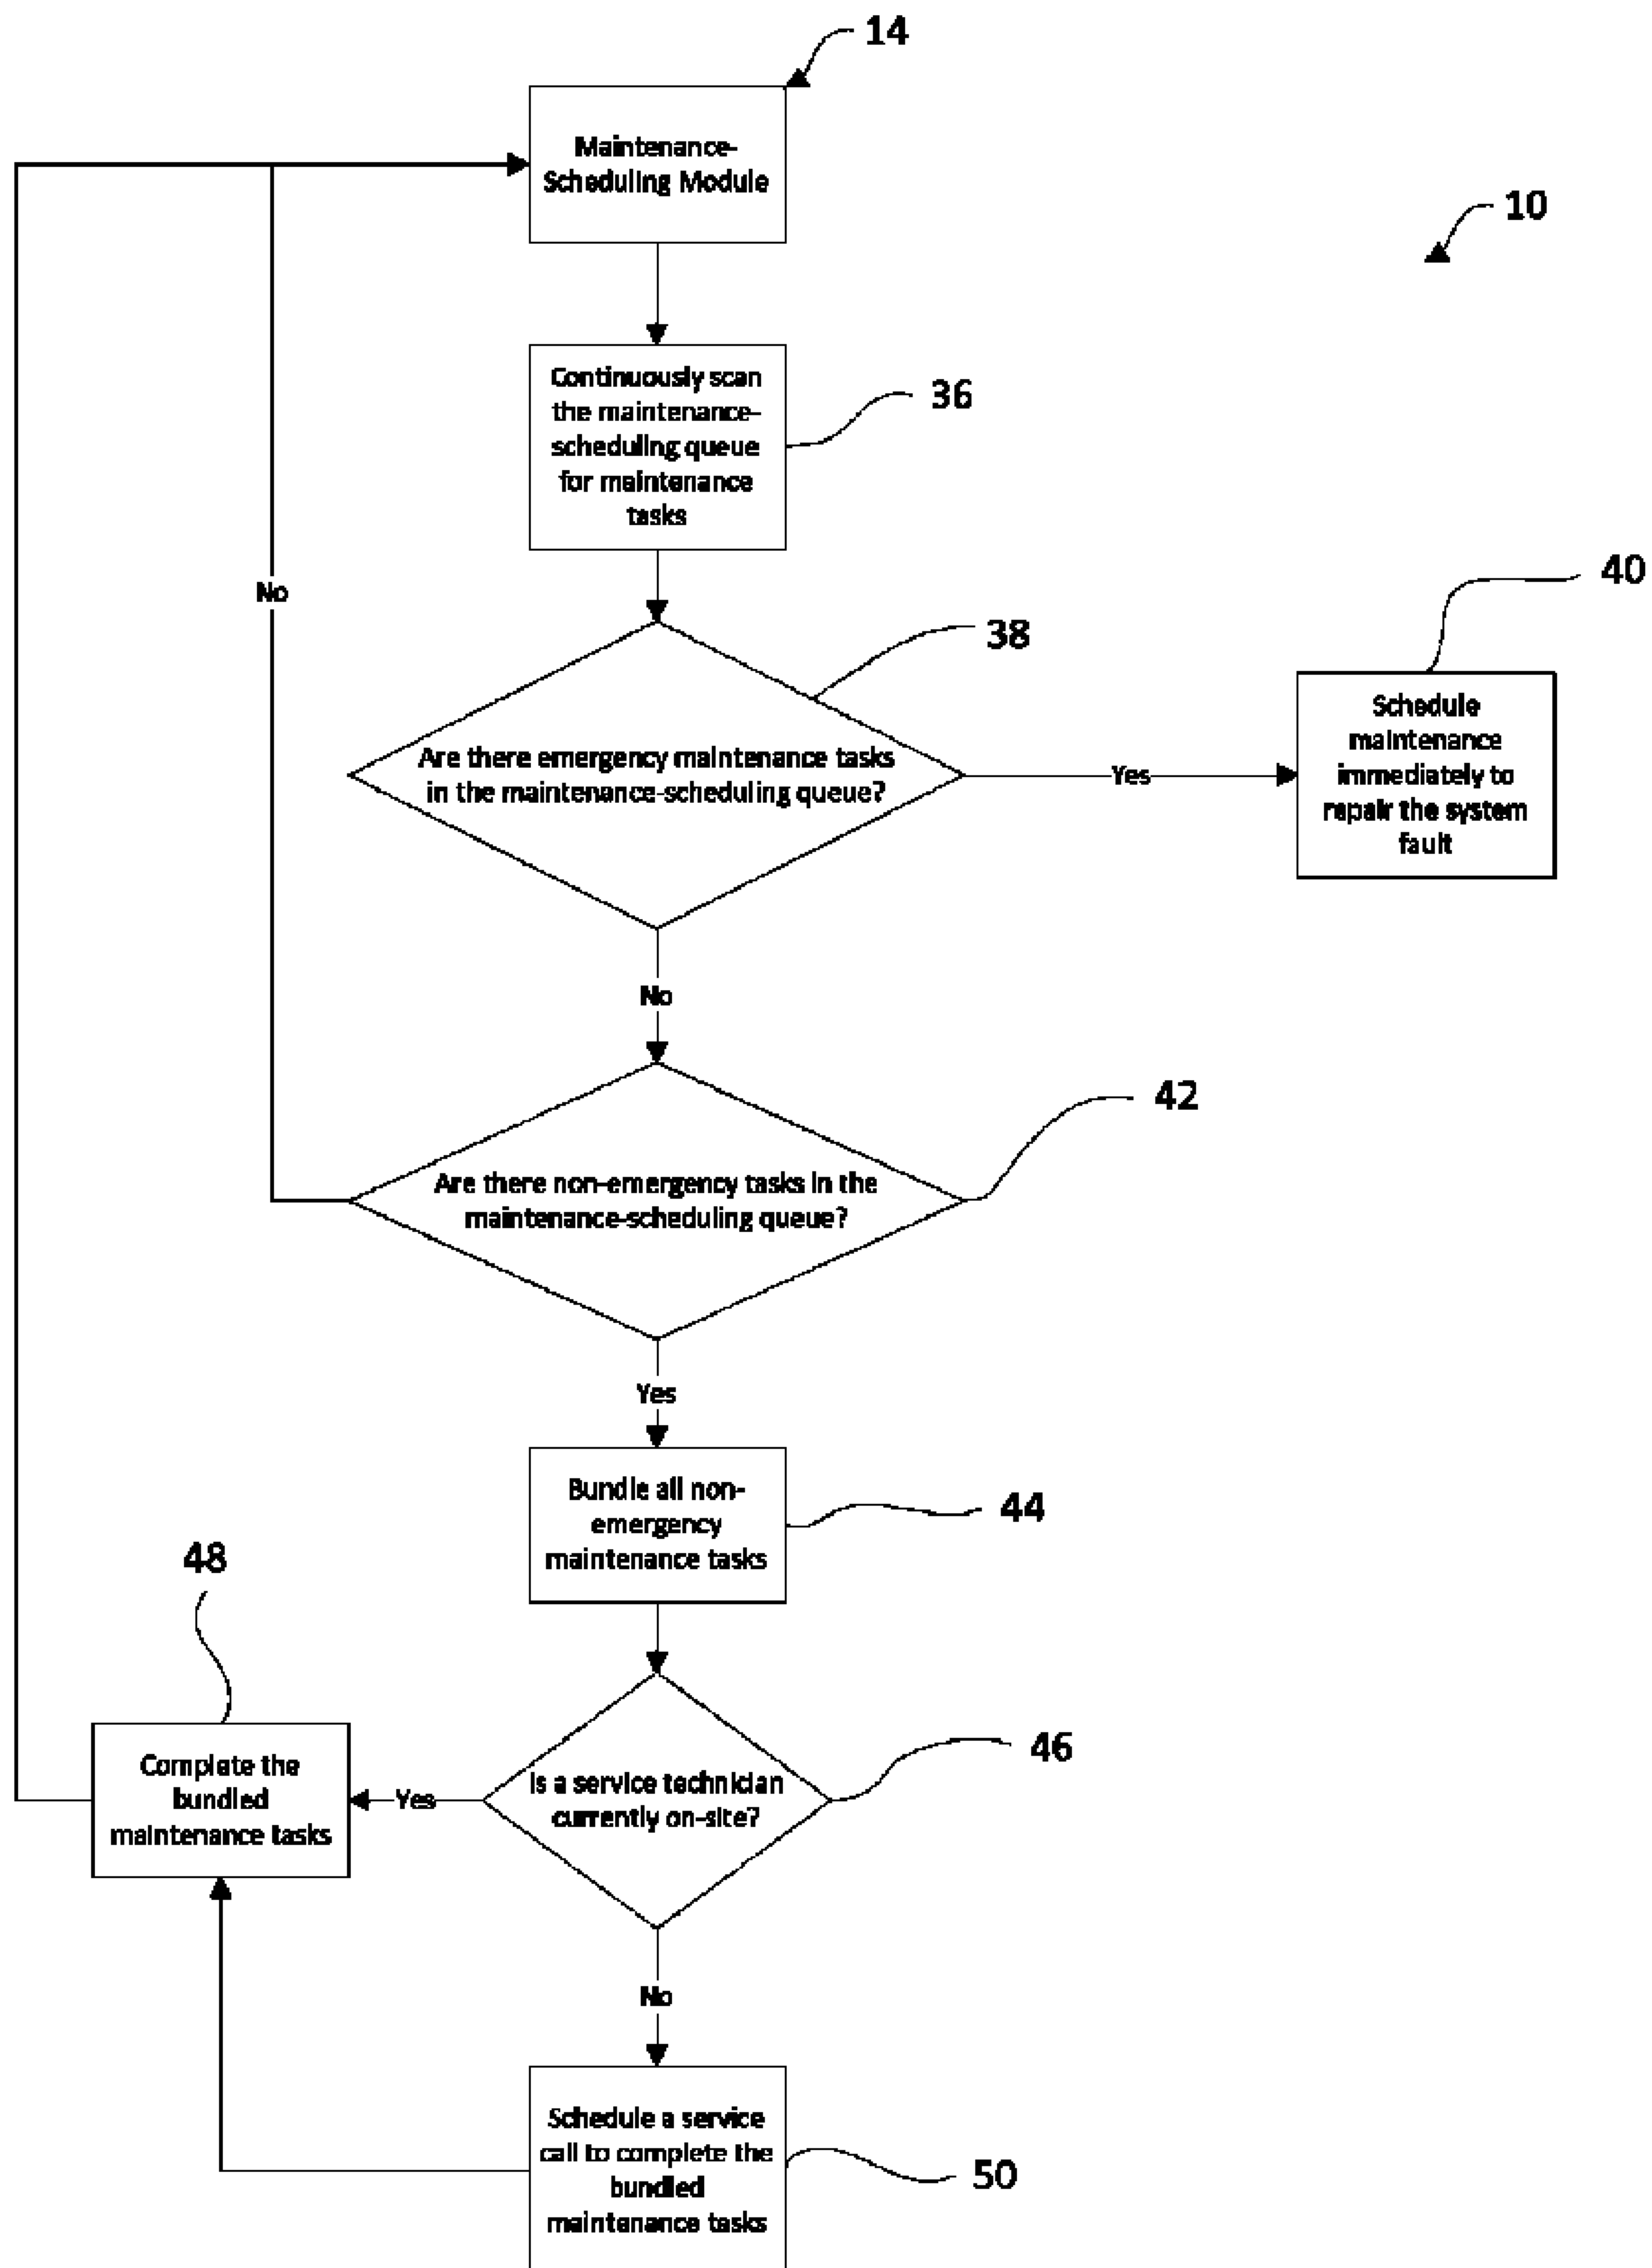 14
Maintenance-
Scheduling Module
10
Continuously scan
the maintenance-
scheduling queue
for maintenance
tasks
36
No
38
40
Are there emergency maintenance tasks
in the maintenance-scheduling queue?
Yes
Schedule
maintenance
immediately to
repair the system
fault
No
42
Are there non-emergency tasks in the
maintenance-scheduling queue?
Yes
Bundle all non-
emergency
maintenance tasks
44
48
46
Is a service technician
currently on-site?
Yes
Complete the
bundled
maintenance tasks
No
Schedule a service
call to complete the
bundled
maintenance tasks
50